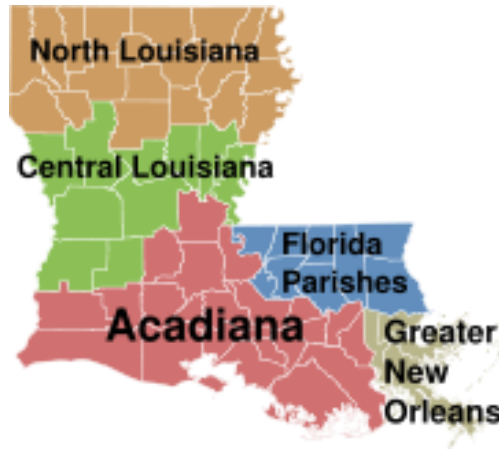 North Louisiana
Central Louisiana
Florida
Parishes
Acadiana
Greater
New
Orleans